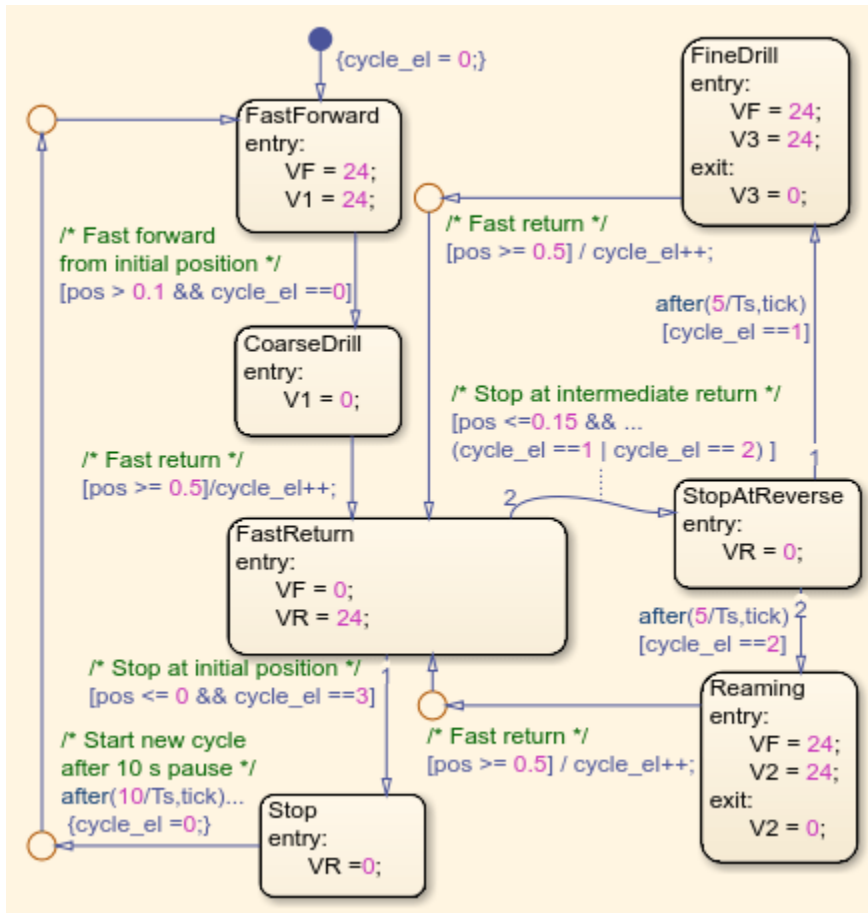 {cycle_el = 0;}
FastForward
entry:
VF = 24;
V1 = 24;
/* Fast forward
from initial position */
[pos > 0.1 && cycle_el ==0]
CoarseDrill
entry:
V1 = 0;
/* Fast return */
[pos >= 0.5]/cycle_el++;
FineDrill
entry:
VF = 24;
V3 = 24;
exit:
V3 = 0;
/* Fast return */
[pos >= 0.5] / cycle_el++;
after(5/Ts,tick)
[cycle_el ==1]
1
/* Stop at intermediate return */
[pos <=0.15 && ...
(cycle_el ==1 | cycle_el == 2) ]
2
StopAtReverse
entry:
VR = 0;
FastReturn
entry:
VF = 0;
VR = 24;
2
after(5/Ts,tick)
[cycle_el ==2]
1
/* Stop at initial position */
[pos <= 0 && cycle_el ==3]
Reaming
entry:
VF = 24;
V2 = 24;
exit:
V2 = 0;
/* Fast return */
[pos >= 0.5] / cycle_el++;
/* Start new cycle
after 10 s pause */
after(10/Ts,tick)...
{cycle_el =0;}
Stop
entry:
VR =0;